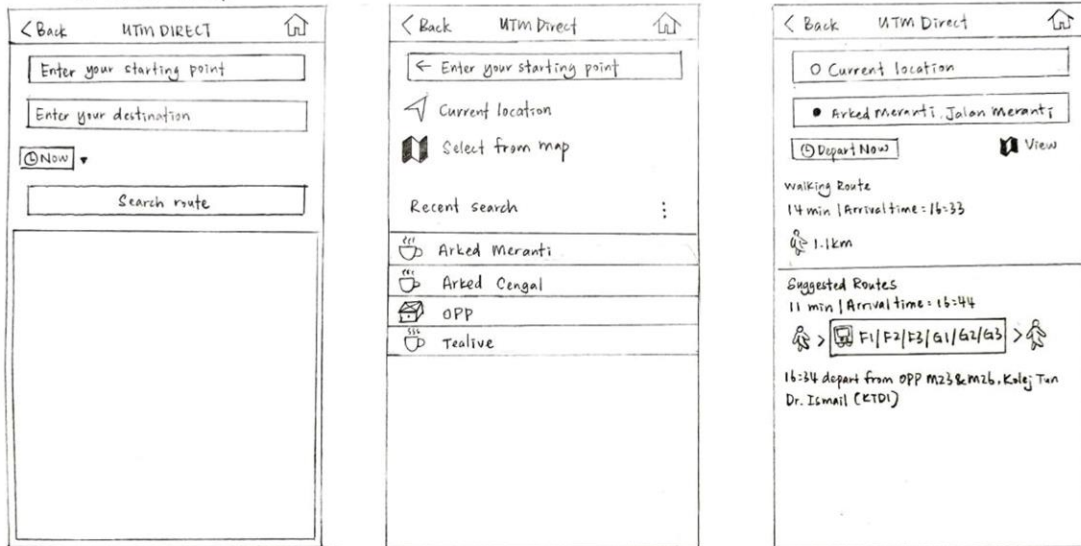 < Back UTM DIRECT
Enter your starting point
Enter your destination
Now ▾
Search route
< Back UTM Direct
← Enter your starting point
Current location
Select from map
Recent search ⋮
Arked Meranti
Arked Cengal
OPP
Tealive
< Back UTM Direct
O Current location
● Arked Meranti, Jalan Meranti
Depart Now View
Walking Route
14 min | Arrival time = 16:33
1.1km
Suggested Routes
11 min | Arrival time : 16:44
> F1/F2/F3/G1/G2/G3 >
16:34 depart from OPP M23 & M26, Kolej Tun
Dr. Ismail (KTDI)